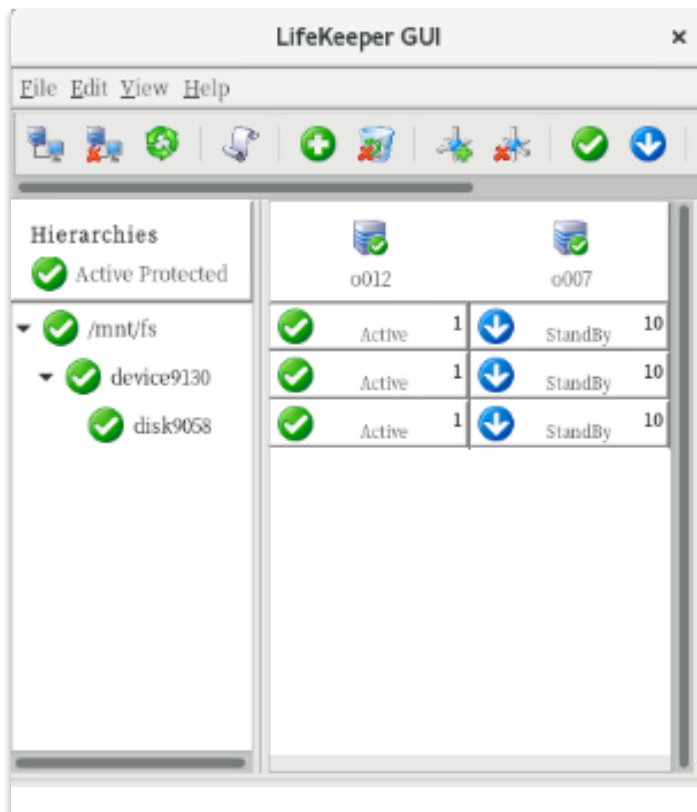 LifeKeeper GUI ×
File Edit View Help
Hierarchies
Active Protected
o012 o007
/mnt/fs Active 1 StandBy 10
device9130 Active 1 StandBy 10
disk9058 Active 1 StandBy 10